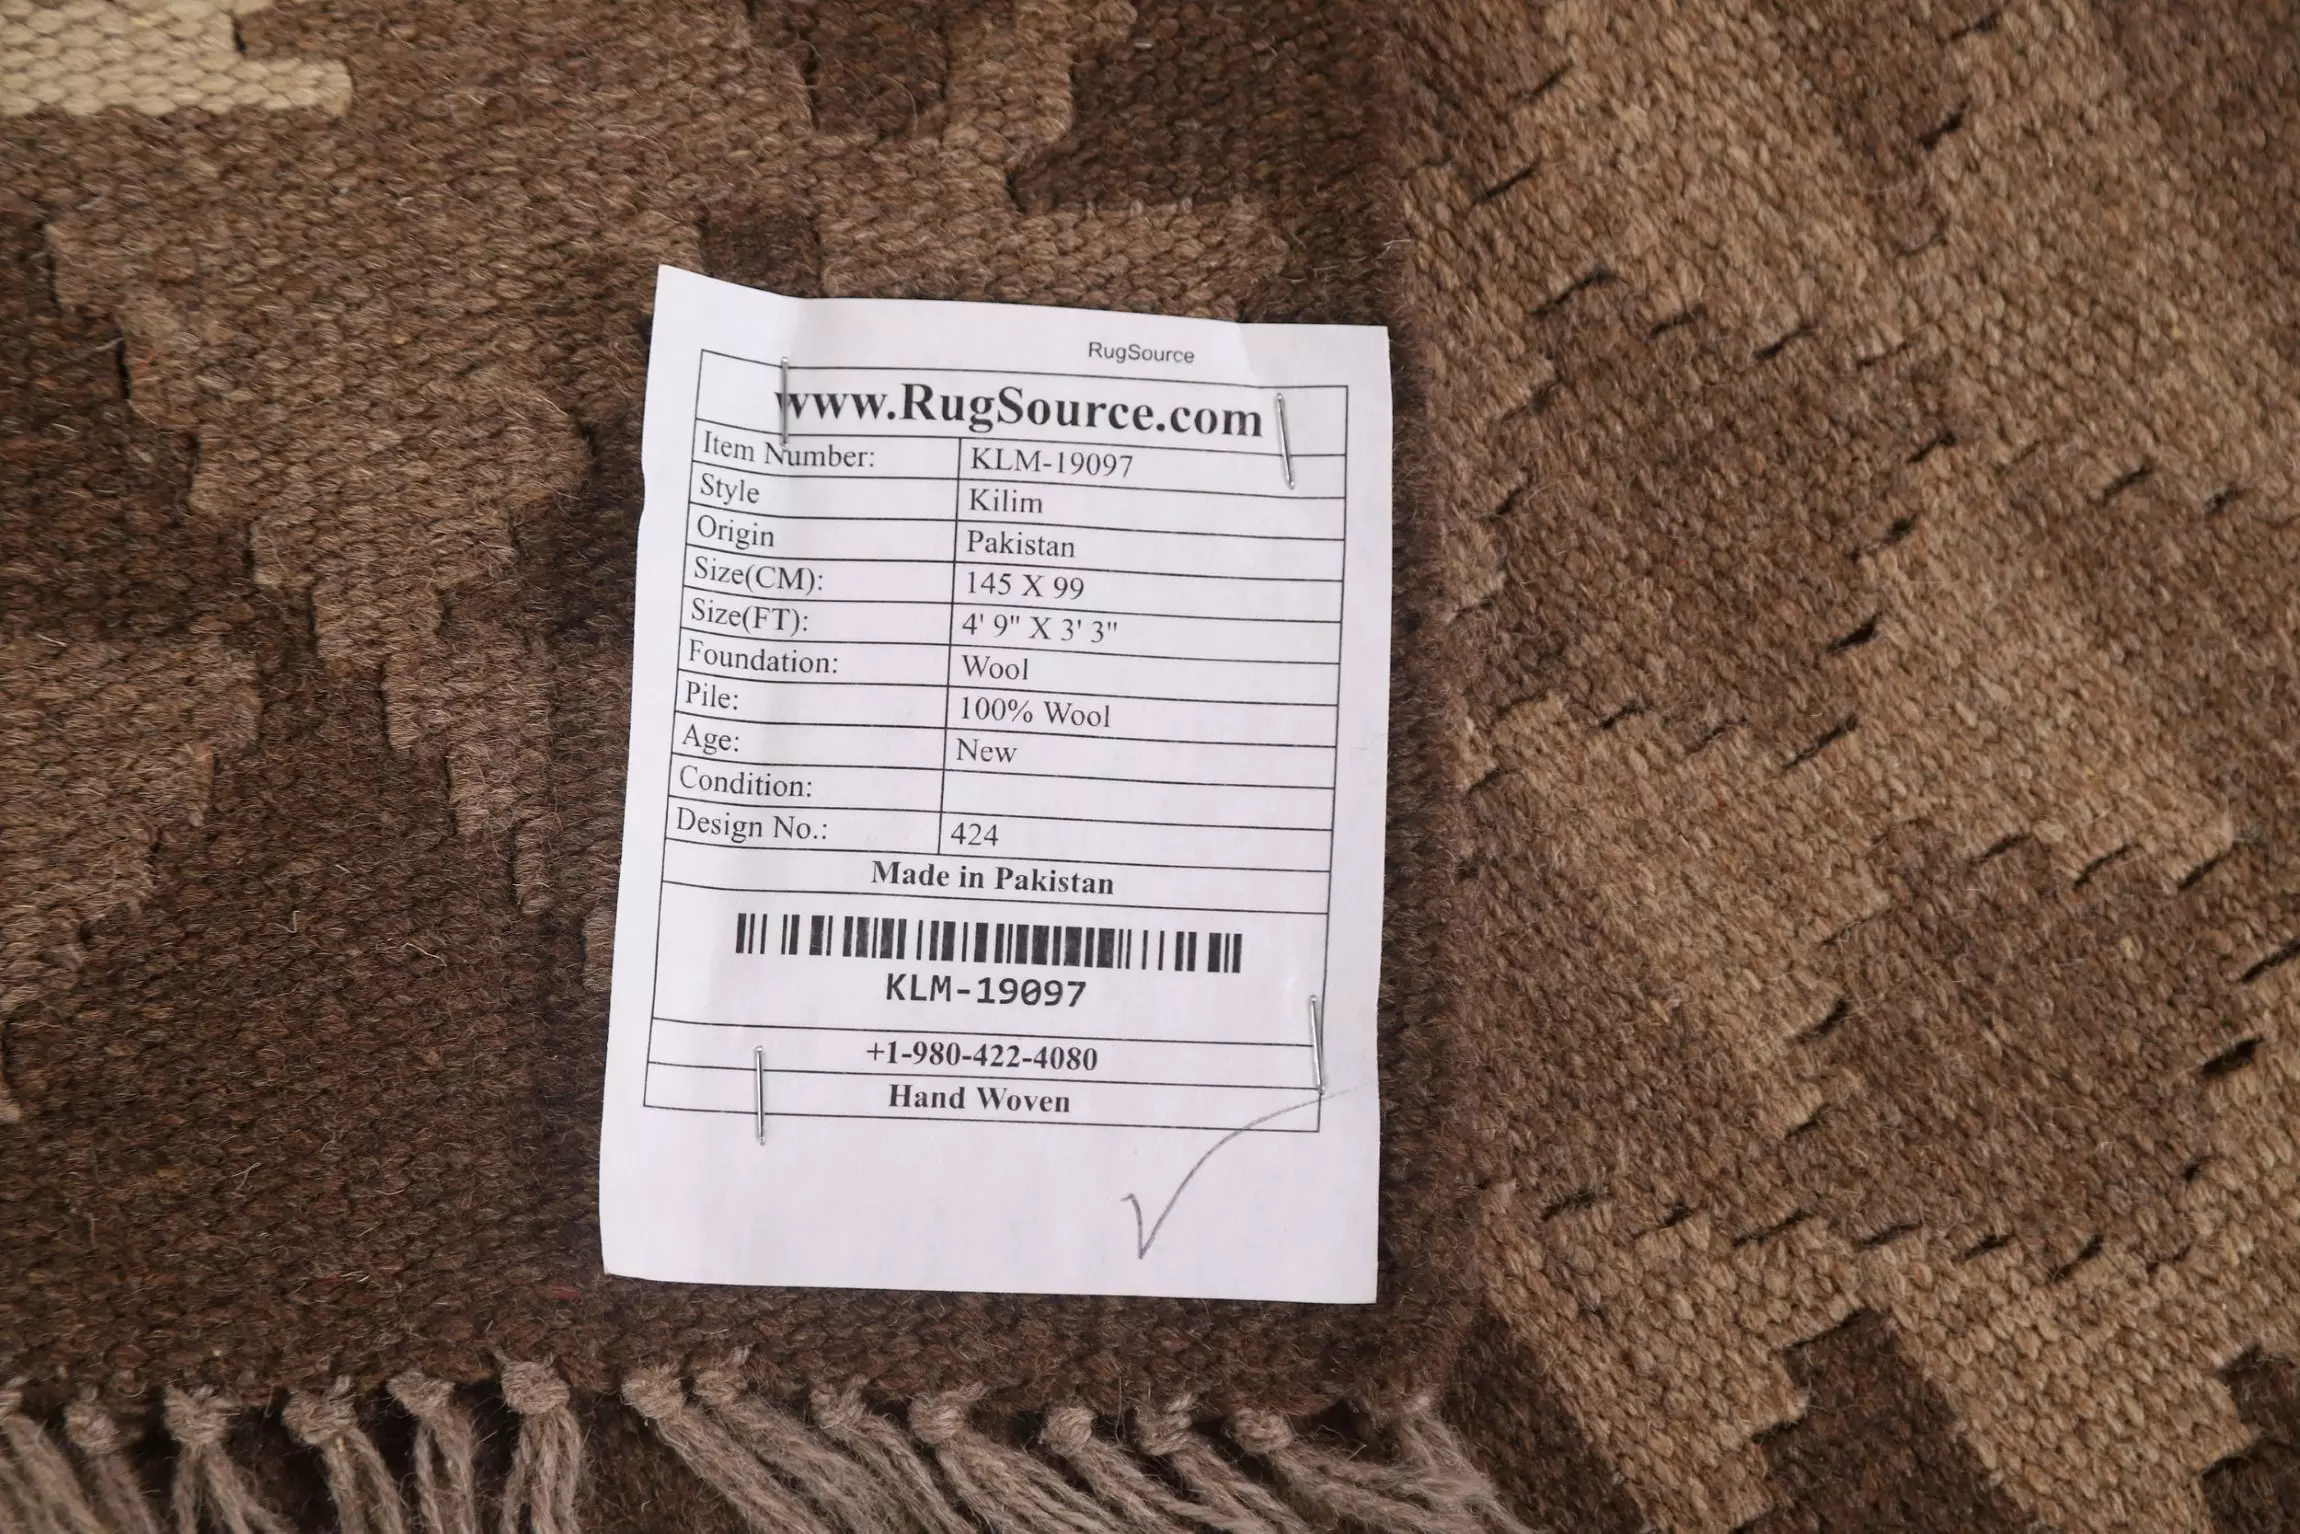 RugSource
www.RugSource.com
Item Number: KLM-19097
Style Kilim
Origin Pakistan
Size(CM): 145 X 99
Size(FT): 4' 9" X 3' 3"
Foundation: Wool
Pile: 100% Wool
Age: New
Condition:
Design No.: 424
Made in Pakistan
KLM-19097
+1-980-422-4080
Hand Woven